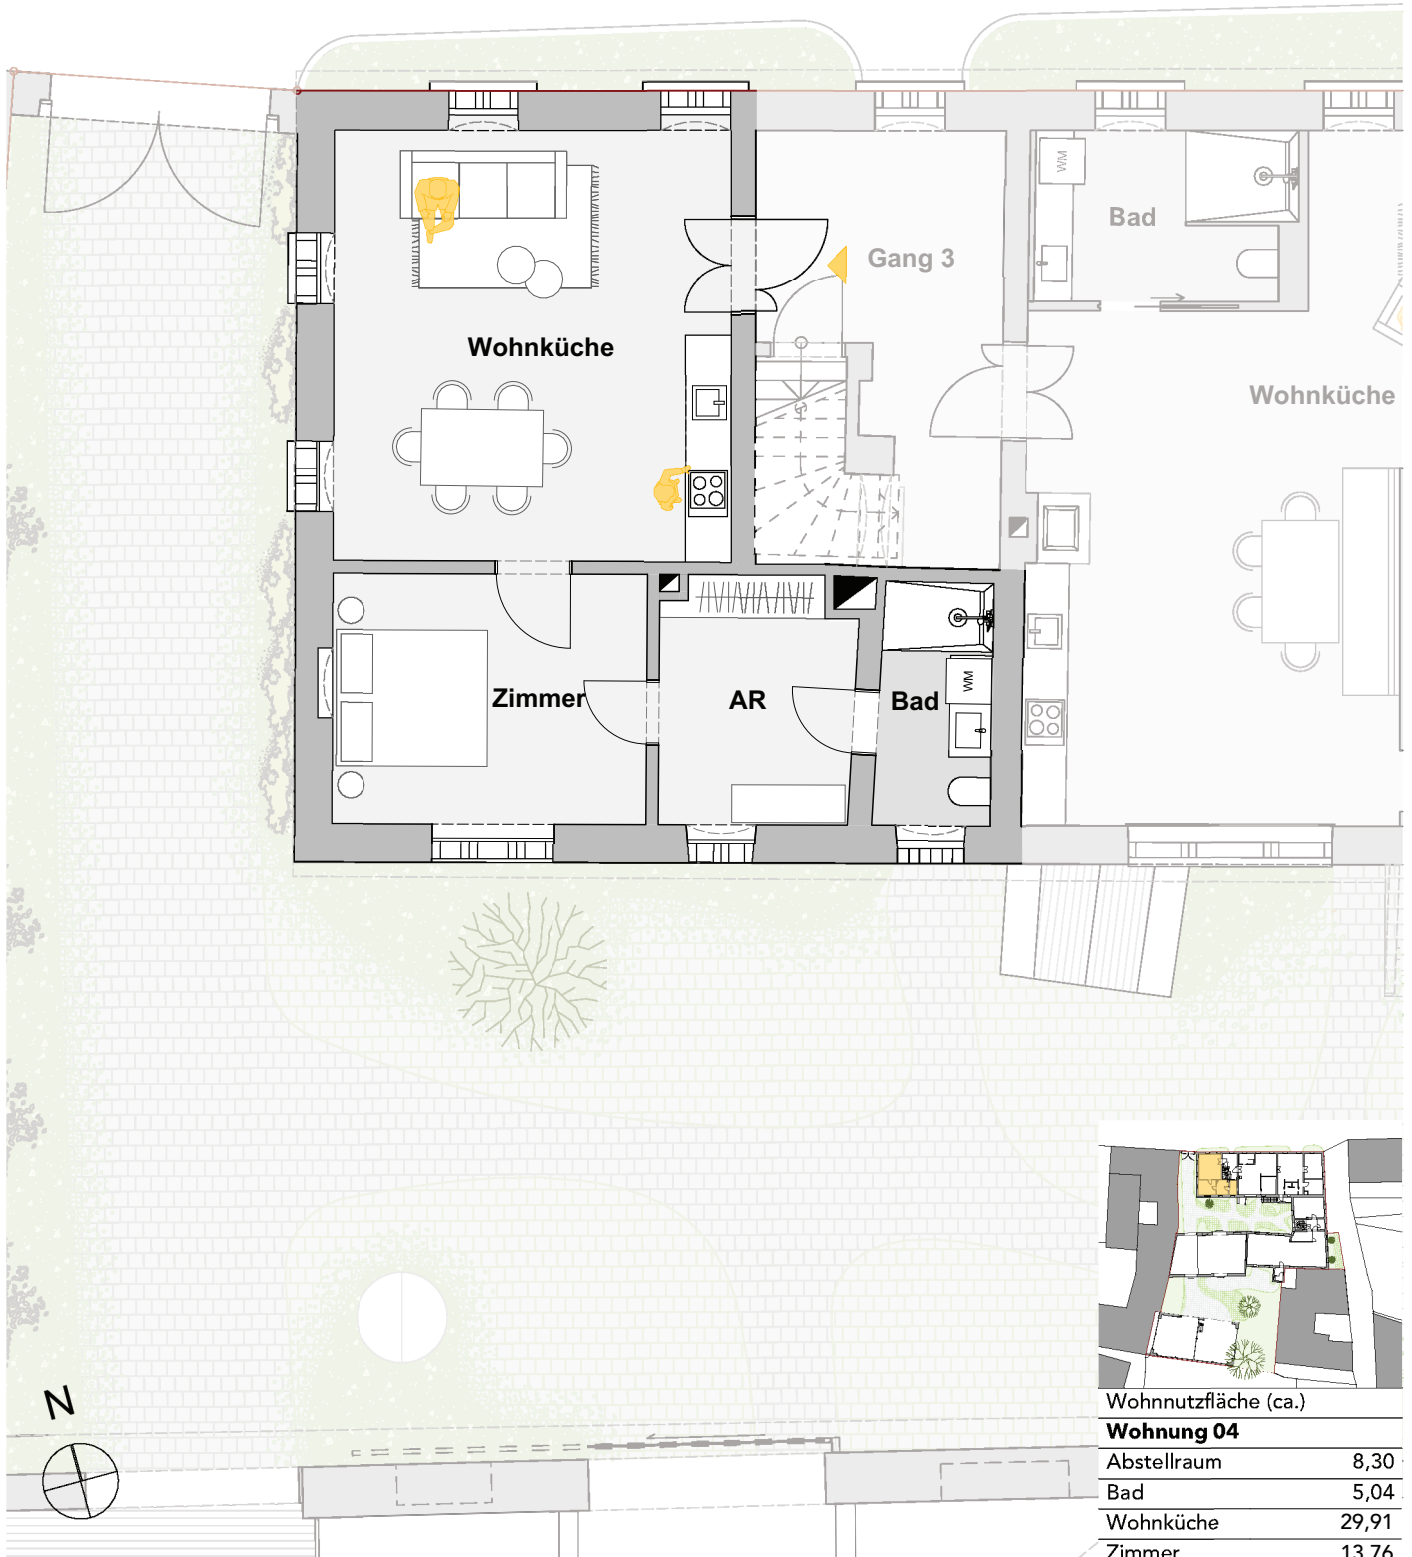 WM
Bad
Gang 3
Wohnküche
Wohnküche
Zimmer
AR
Bad
WM
N
Wohnnutzfläche (ca.)
Wohnung 04
Abstellraum 8,30
Bad 5,04
Wohnküche 29,91
Zimmer 13,76